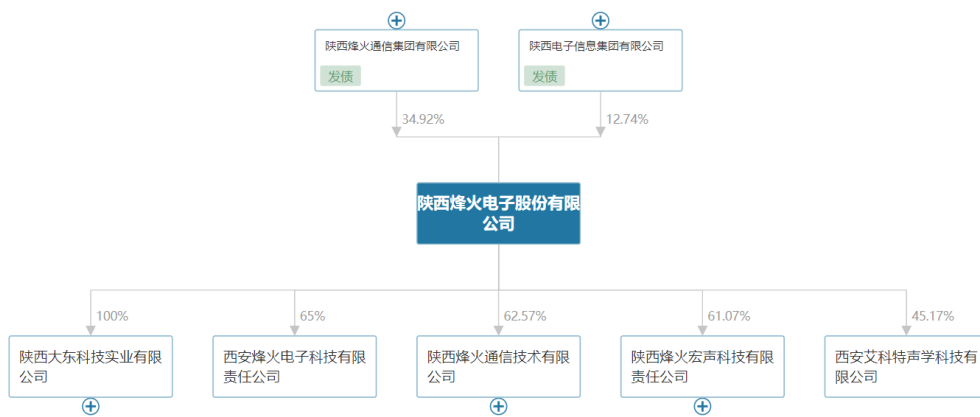 陕西烽火通信集团有限公司
陕西电子信息集团有限公司
发债
发债
34.92%
12.74%
陕西烽火电子股份有限
公司
100%
65%
62.57%
61.07%
45.17%
陕西大东科技实业有限
公司
西安烽火电子科技有限
责任公司
陕西烽火通信技术有限
公司
陕西烽火宏声科技有限
责任公司
西安艾科特声学科技有
限公司